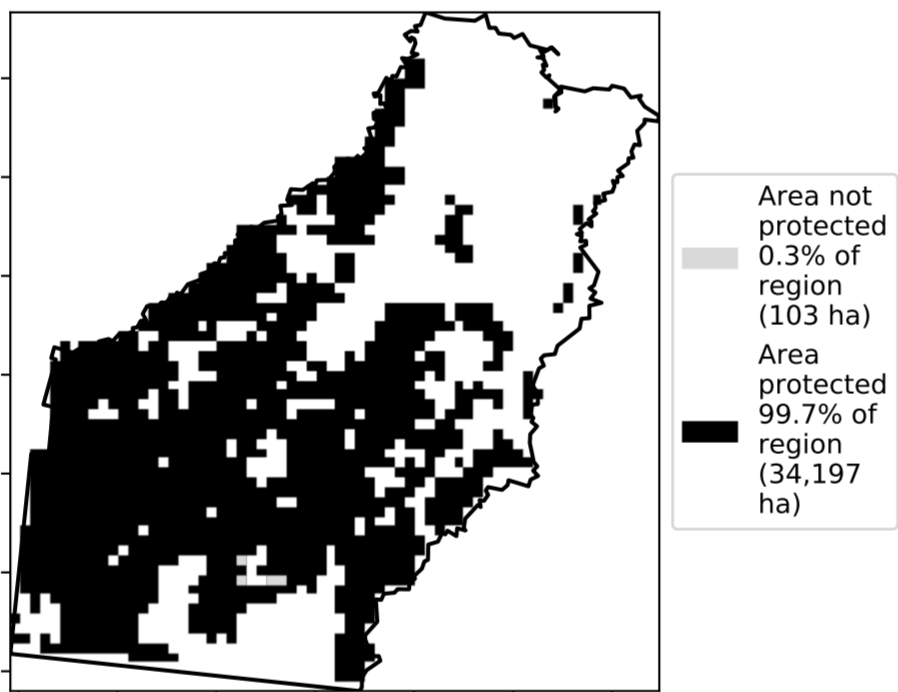 Area not
protected
0.3% of
region
(103 ha)
Area
protected
99.7% of
region
(34,197
ha)